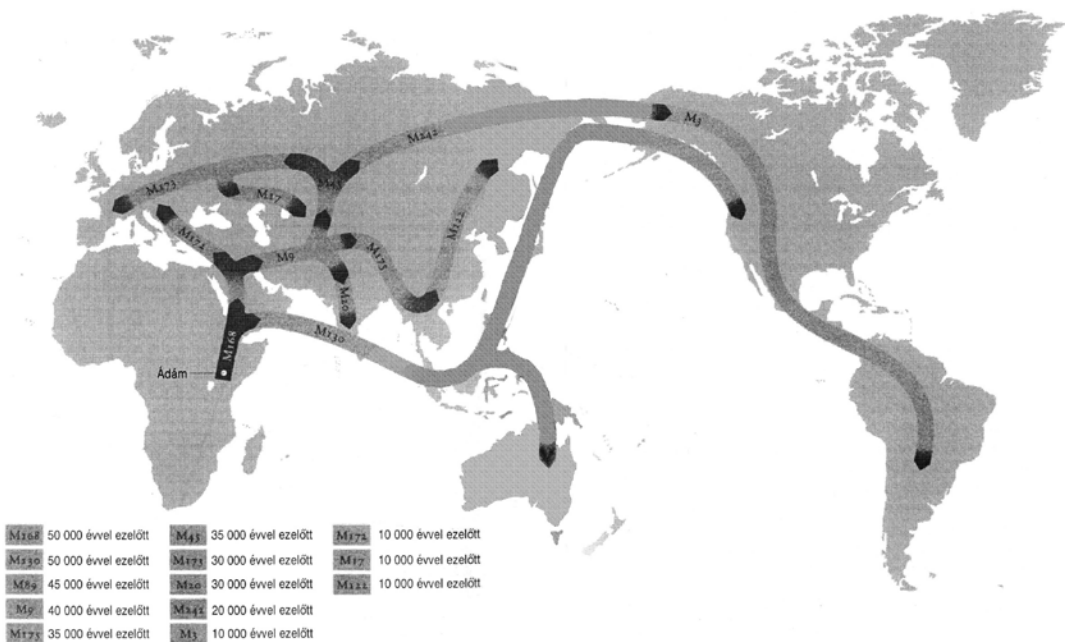 M3
M242
M45
M173
M17
M122
M172
M9
M175
M20
M130
M168
Ádám
M168 50 000 évvel ezelőtt
M130 50 000 évvel ezelőtt
M89 45 000 évvel ezelőtt
M9 40 000 évvel ezelőtt
M175 35 000 évvel ezelőtt
M45 35 000 évvel ezelőtt
M173 30 000 évvel ezelőtt
M20 30 000 évvel ezelőtt
M242 20 000 évvel ezelőtt
M3 10 000 évvel ezelőtt
M172 10 000 évvel ezelőtt
M17 10 000 évvel ezelőtt
M122 10 000 évvel ezelőtt